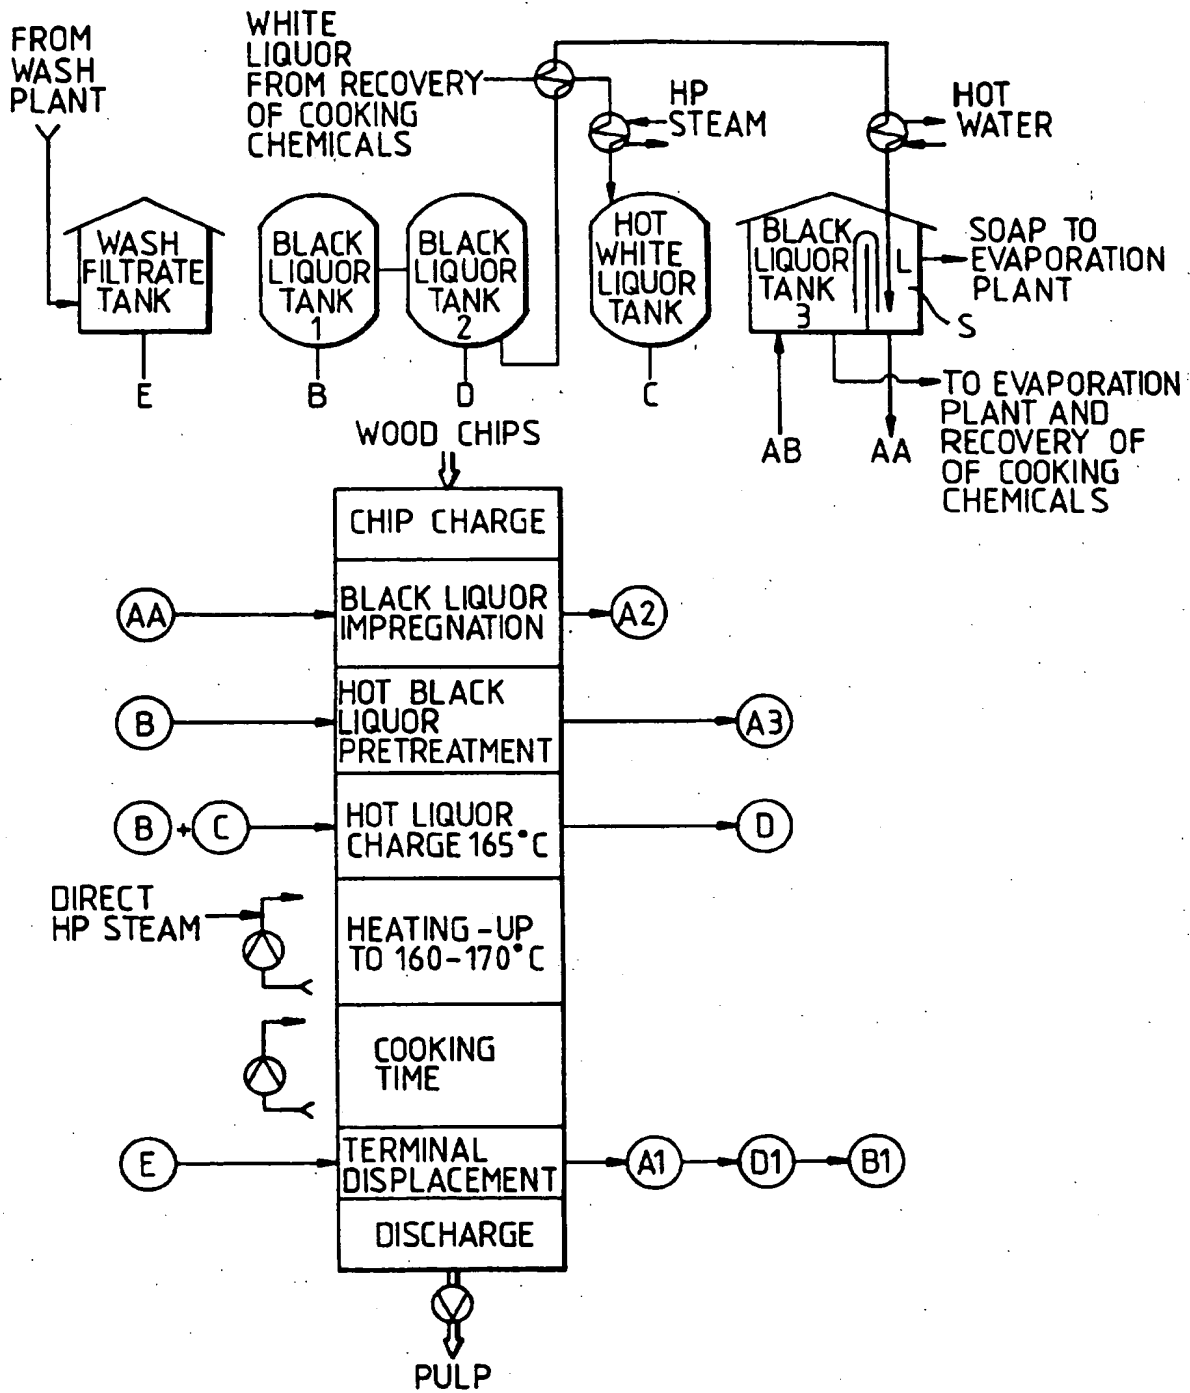 FROM
WASH
PLANT
WHITE
LIQUOR
FROM RECOVERY
OF COOKING
CHEMICALS
HP
STEAM
HOT
WATER
WASH
FILTRATE
TANK
BLACK
LIQUOR
TANK
1
BLACK
LIQUOR
TANK
2
HOT
WHITE
LIQUOR
TANK
BLACK
LIQUOR
TANK
3
L
SOAP TO
EVAPORATION
PLANT
S
E
B
D
C
AB
AA
TO EVAPORATION
PLANT AND
RECOVERY OF
OF COOKING
CHEMICALS
WOOD CHIPS
CHIP CHARGE
AA
BLACK LIQUOR
IMPREGNATION
A2
B
HOT BLACK
LIQUOR
PRETREATMENT
A3
B + C
HOT LIQUOR
CHARGE 165°C
D
DIRECT
HP STEAM
HEATING-UP
TO 160-170°C
COOKING
TIME
E
TERMINAL
DISPLACEMENT
A1
D1
B1
DISCHARGE
PULP